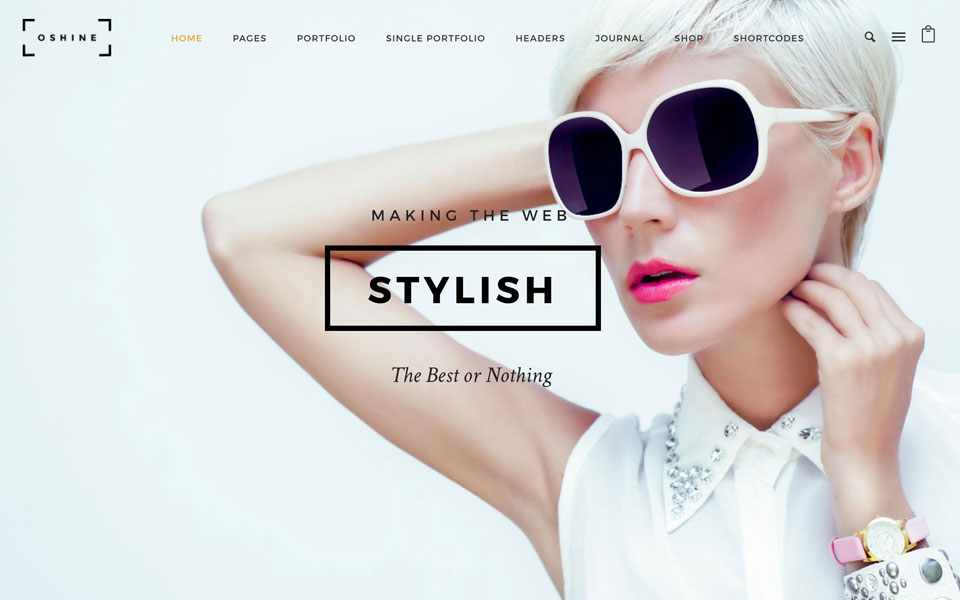 OSHINE
HOME PAGES PORTFOLIO SINGLE PORTFOLIO HEADERS JOURNAL SHOP SHORTCODES
MAKING THE WEB
STYLISH
The Best or Nothing